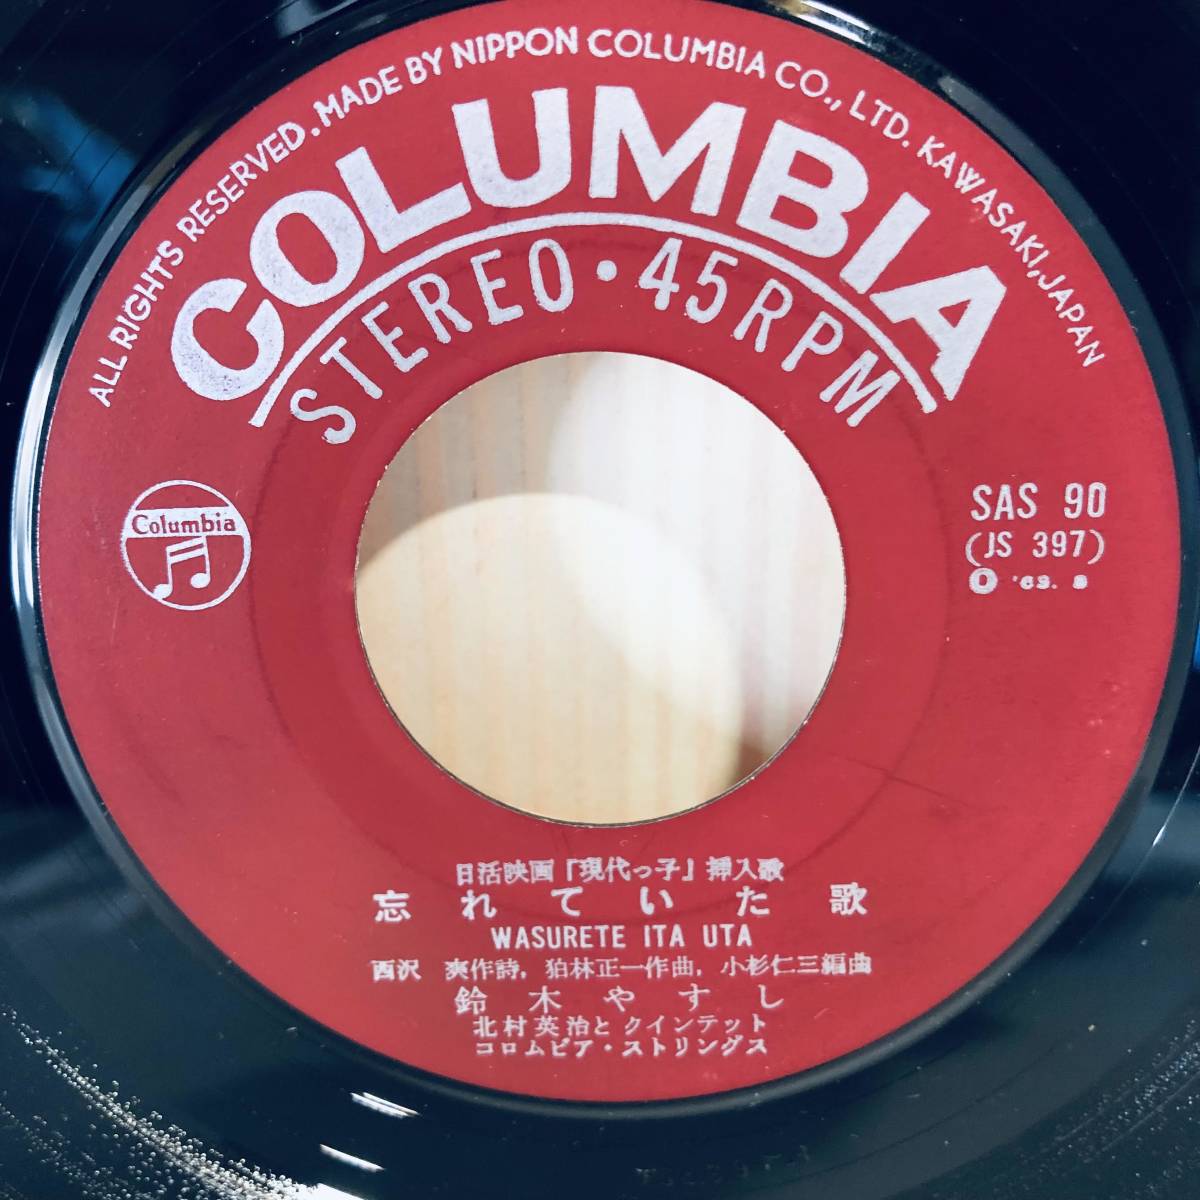 ALL RIGHTS RESERVED. MADE BY NIPPON COLUMBIA CO., LTD. KAWASAKI, JAPAN
COLUMBIA
STEREO・45RPM
Columbia
SAS 90
(JS 397)
日活映画「現代っ子」挿入歌
忘れていた歌
WASURETE ITA UTA
西沢 爽作詩, 狛林正一作曲, 小杉仁三編曲
鈴木やすし
北村英治と クインテット
コロムビア・ストリングス